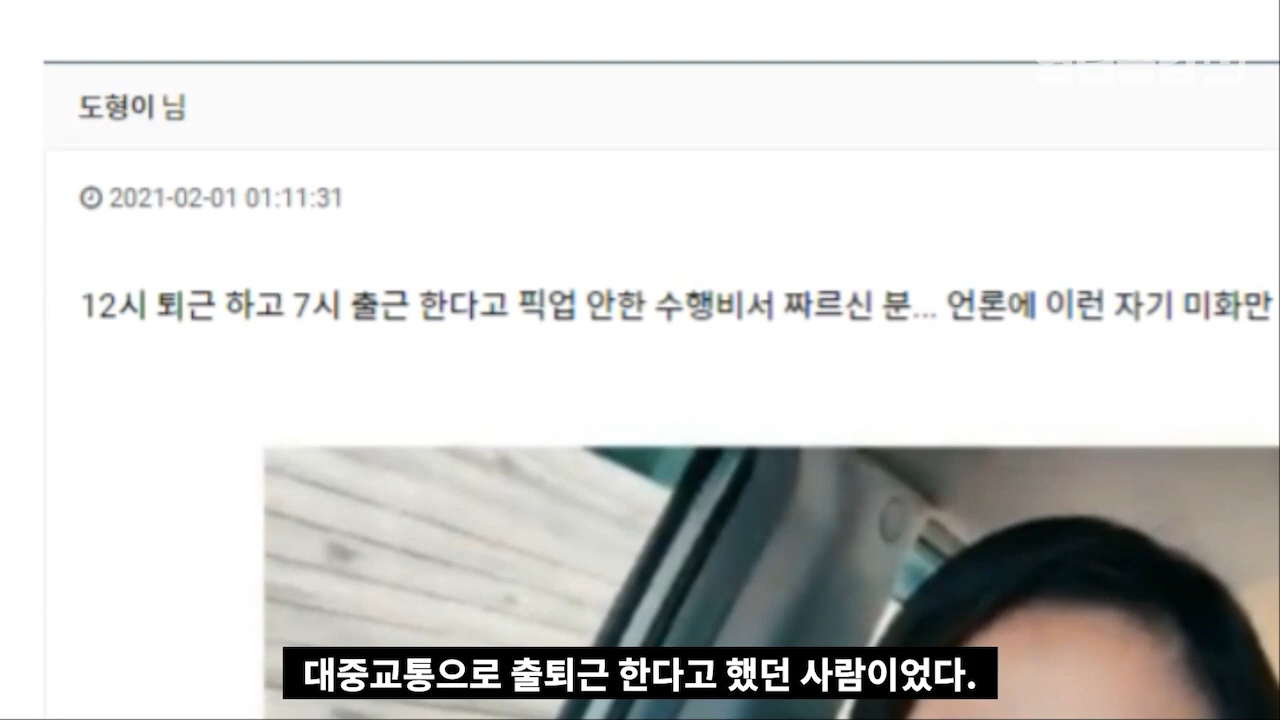 도형이 님
2021-02-01 01:11:31
12시 퇴근 하고 7시 출근 한다고 픽업 안한 수행비서 짜르신 분... 언론에 이런 자기 미화만
대중교통으로 출퇴근 한다고 했던 사람이었다.